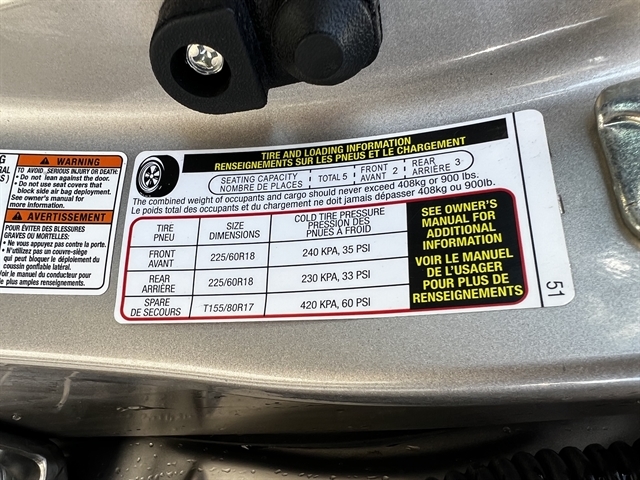 WARNING
TO AVOID SERIOUS INJURY OR DEATH:
• Do not lean against the door.
• Do not use seat covers that
block side air bag deployment.
See owner's manual for
more information.
AVERTISSEMENT
POUR ÉVITER DES BLESSURES
GRAVES OU MORTELLES:
• Ne vous appuyez pas contre la porte.
• N'utilisez pas un couvre-siège
qui peut bloquer le déploiement du
coussin gonflable latéral.
Voir le manuel du conducteur pour
de plus amples renseignements.
TIRE AND LOADING INFORMATION
RENSEIGNEMENTS SUR LES PNEUS ET LE CHARGEMENT
SEATING CAPACITY TOTAL 5 FRONT 2 REAR 3
NOMBRE DE PLACES AVANT ARRIÈRE
The combined weight of occupants and cargo should never exceed 408kg or 900 lbs.
Le poids total des occupants et du chargement ne doit jamais dépasser 408kg ou 900lb.
TIRE SIZE COLD TIRE PRESSURE
PNEU DIMENSIONS PRESSION DES
PNEUS À FROID
FRONT 225/60R18 240 KPA, 35 PSI
AVANT
REAR 225/60R18 230 KPA, 33 PSI
ARRIÈRE
SPARE T155/80R17 420 KPA, 60 PSI
DE SECOURS
SEE OWNER'S
MANUAL FOR
ADDITIONAL
INFORMATION
VOIR LE MANUEL
DE L'USAGER
POUR PLUS DE
RENSEIGNEMENTS
51